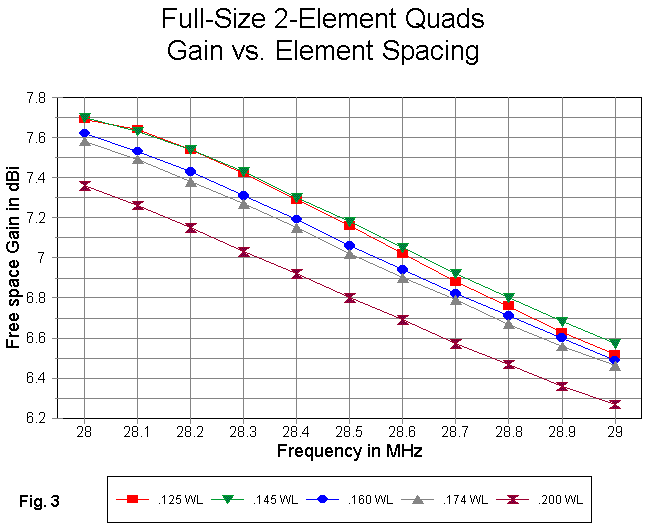 Full-Size 2-Element Quads
Gain vs. Element Spacing
Free space Gain in dBi
7.8
7.6
7.4
7.2
7
6.8
6.6
6.4
6.2
28 28.1 28.2 28.3 28.4 28.5 28.6 28.7 28.8 28.9 29
Frequency in MHz
Fig. 3
.125 WL .145 WL .160 WL .174 WL .200 WL